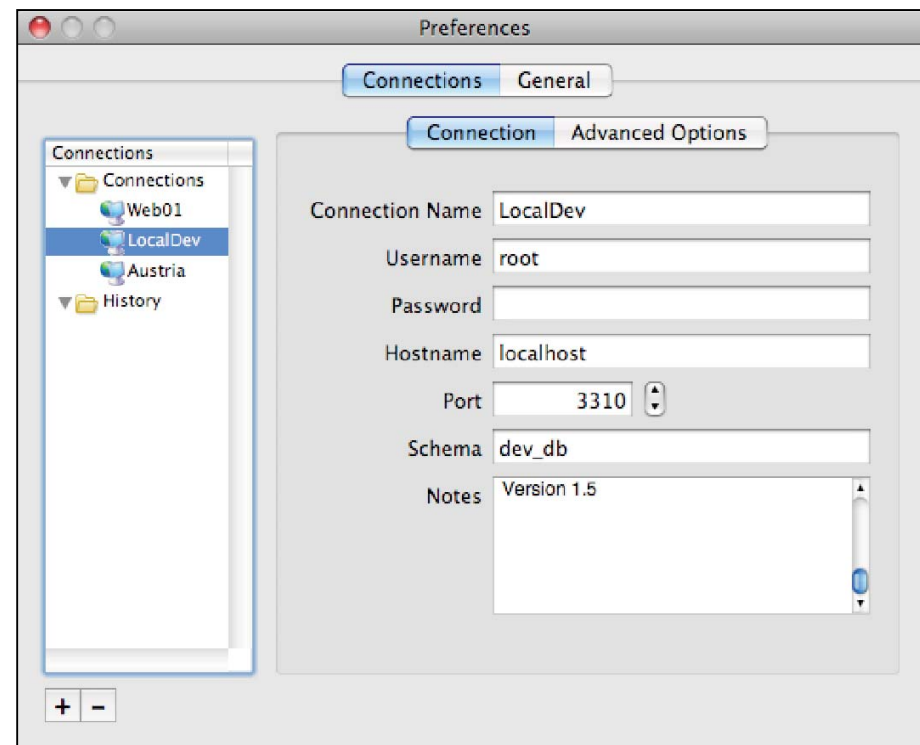 Preferences
Connections General
Connections
Connections
Web01
LocalDev
Austria
History
+ −
Connection Advanced Options
Connection Name LocalDev
Username root
Password
Hostname localhost
Port 3310
Schema dev_db
Notes Version 1.5